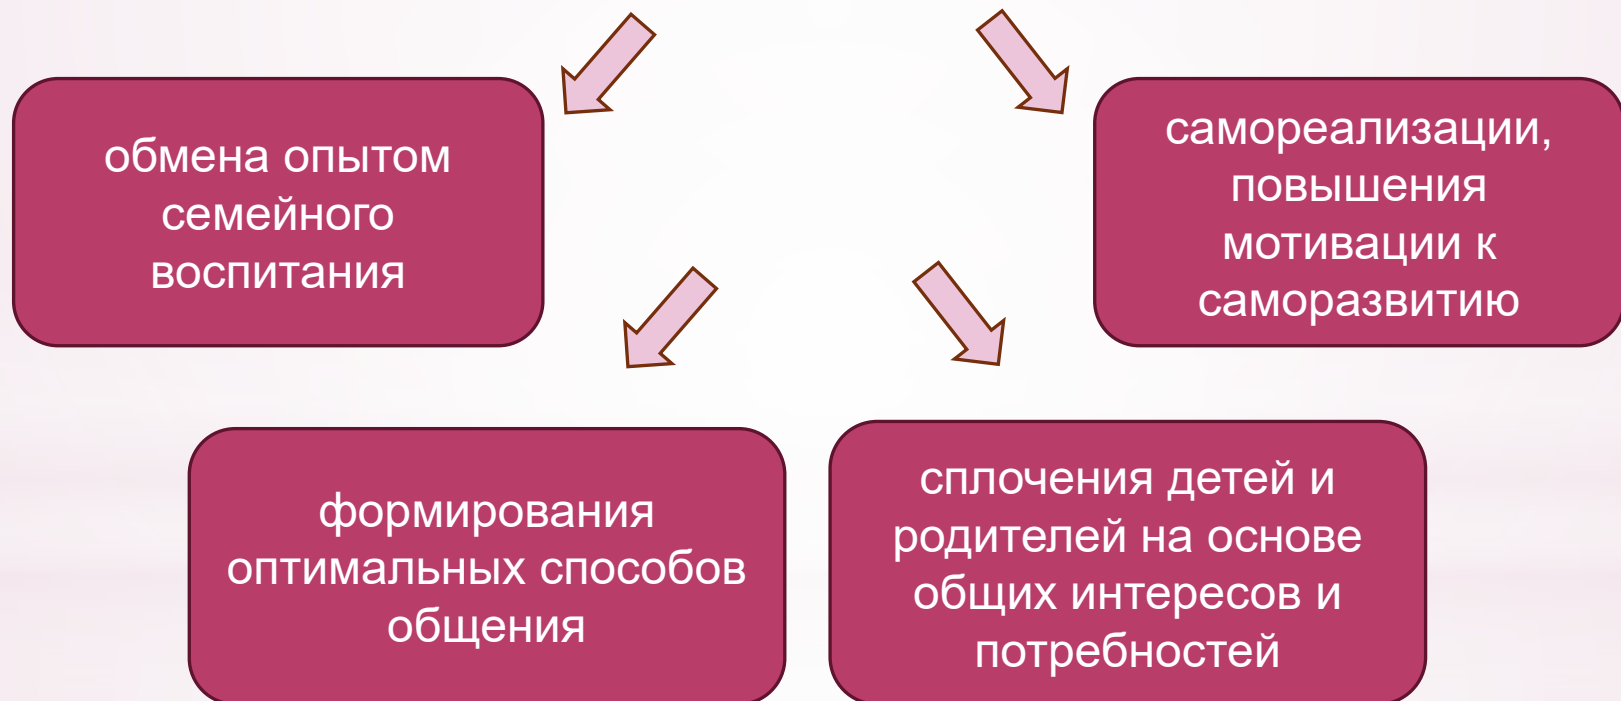 обмена опытом
семейного
воспитания
самореализации,
повышения
мотивации к
саморазвитию
формирования
оптимальных способов
общения
сплочения детей и
родителей на основе
общих интересов и
потребностей